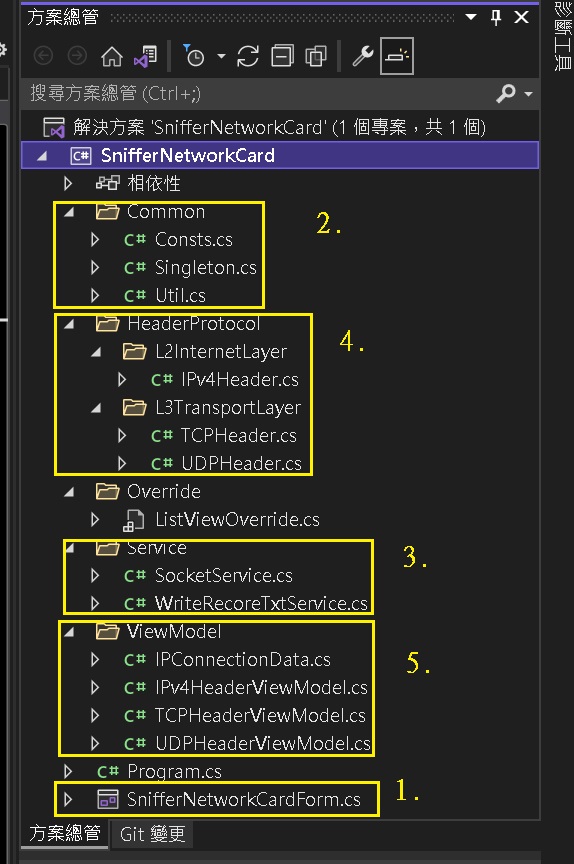 方案總管
診斷工具
搜尋方案總管 (Ctrl+;)
解決方案 'SnifferNetworkCard' (1 個專案，共 1 個)
C# SnifferNetworkCard
相依性
Common
2.
C# Consts.cs
C# Singleton.cs
C# Util.cs
HeaderProtocol
4.
L2InternetLayer
C# IPv4Header.cs
L3TransportLayer
C# TCPHeader.cs
C# UDPHeader.cs
Override
ListViewOverride.cs
Service
3.
C# SocketService.cs
C# WriteRecoreTxtService.cs
ViewModel
C# IPConnectionData.cs
5.
C# IPv4HeaderViewModel.cs
C# TCPHeaderViewModel.cs
C# UDPHeaderViewModel.cs
C# Program.cs
SnifferNetworkCardForm.cs
1.
方案總管 Git 變更